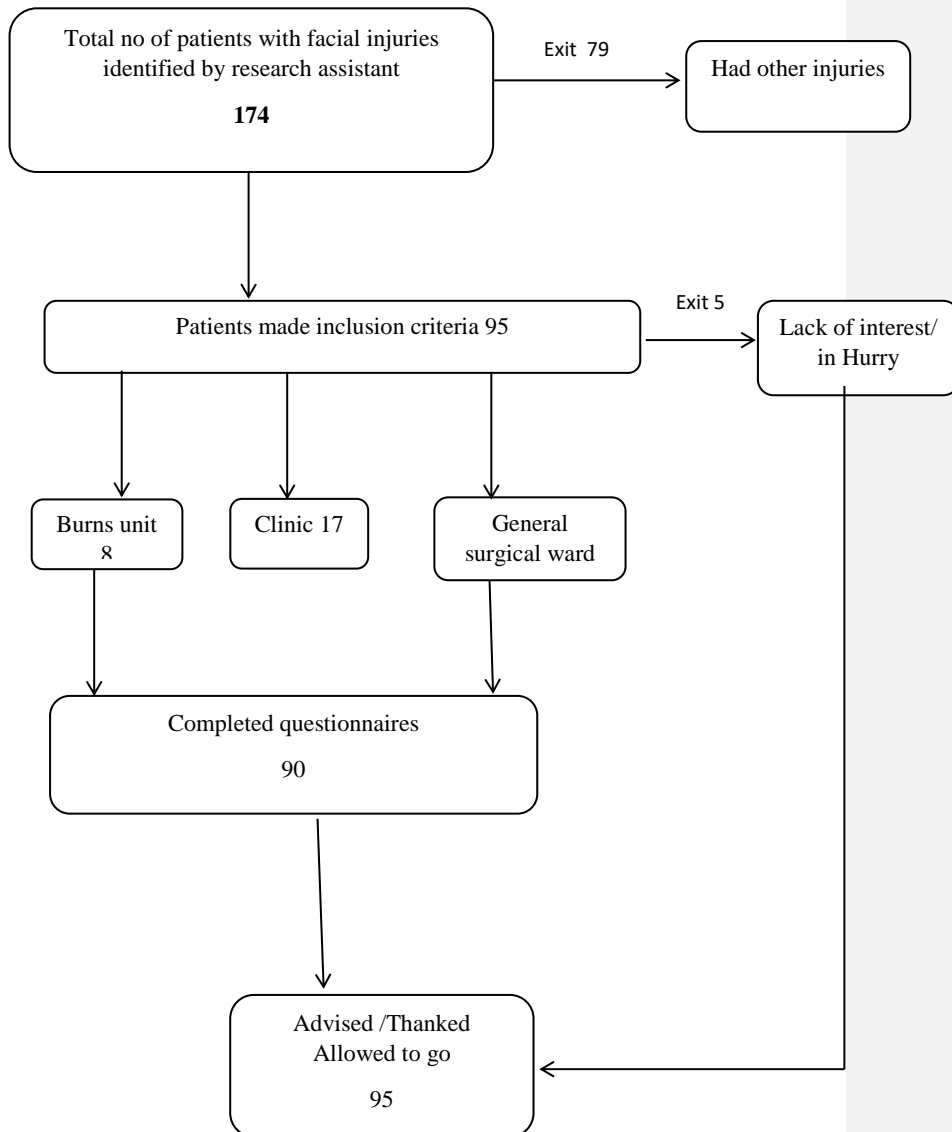 Total no of patients with facial injuries
identified by research assistant
174
Exit 79
Had other injuries
Patients made inclusion criteria 95
Exit 5
Lack of interest/
in Hurry
Burns unit
8
Clinic 17
General
surgical ward
Completed questionnaires
90
Advised /Thanked
Allowed to go
95